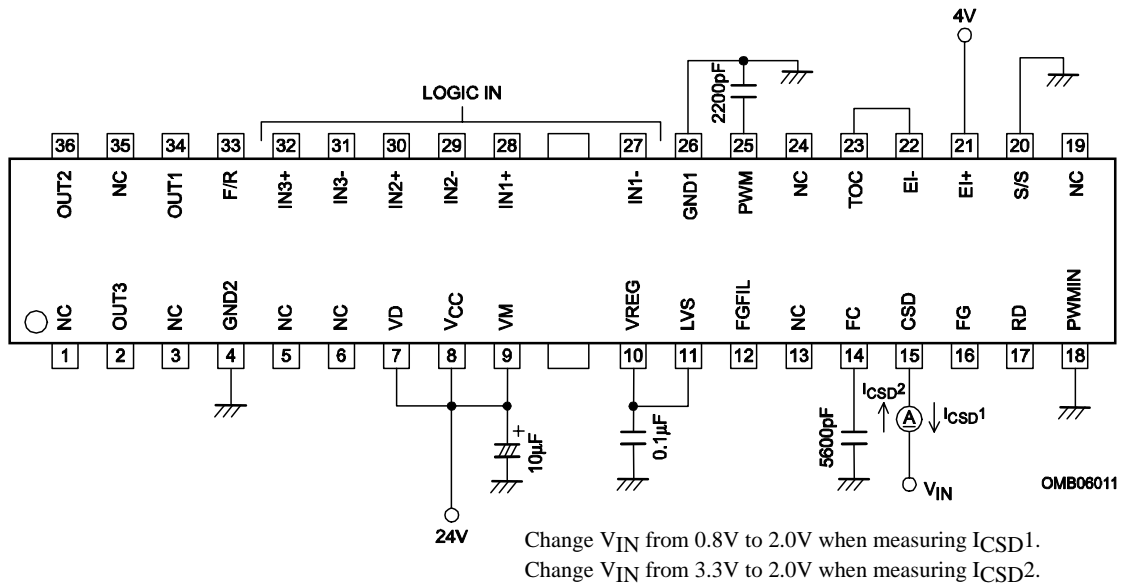 4V
LOGIC IN
2200pF
36 35 34 33 32 31 30 29 28 27 26 25 24 23 22 21 20 19
OUT2 NC OUT1 F/R IN3+ IN3- IN2+ IN2- IN1+ IN1- GND1 PWM NC TOC EI- EI+ S/S NC
NC OUT3 NC GND2 NC NC VD VCC VM VREG LVS FGFIL NC FC CSD FG RD PWMIN
1 2 3 4 5 6 7 8 9 10 11 12 13 14 15 16 17 18
ICSD2 A ICSD1
+
10μF
0.1μF
5600pF
VIN
OMB06011
24V
Change VIN from 0.8V to 2.0V when measuring ICSD1.
Change VIN from 3.3V to 2.0V when measuring ICSD2.